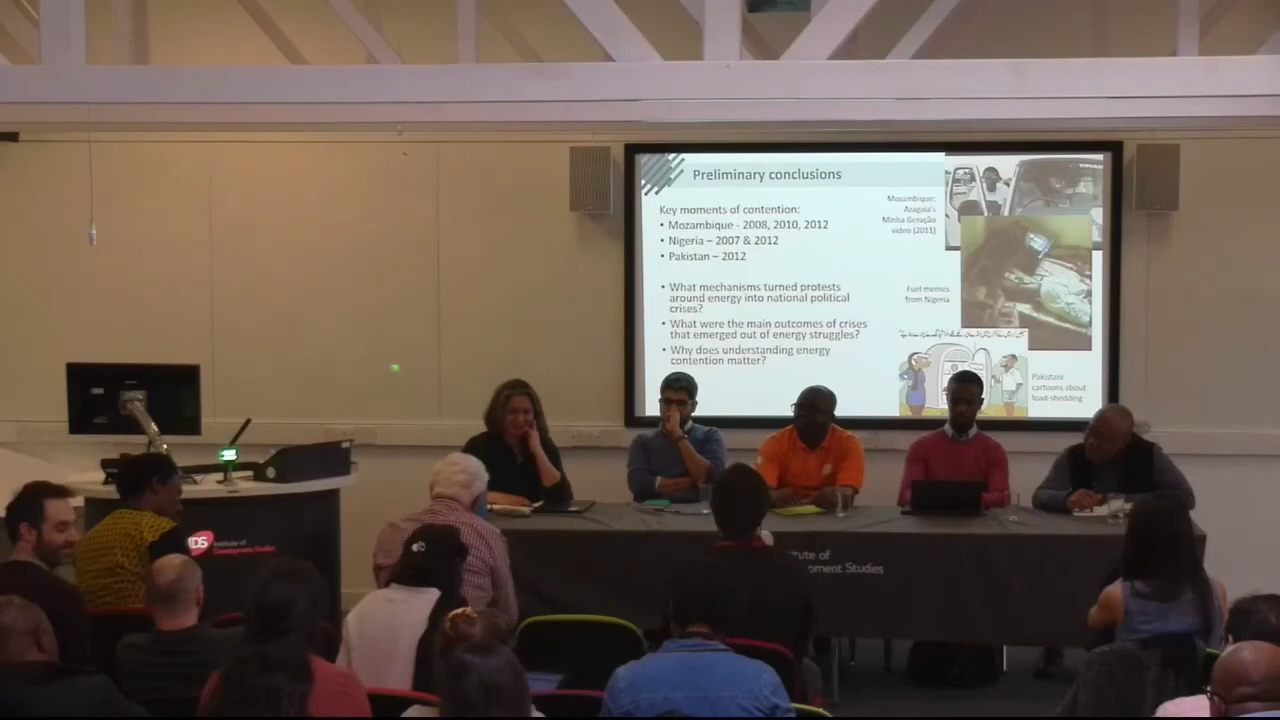 Preliminary conclusions
Key moments of contention:
• Mozambique - 2008, 2010, 2012
• Nigeria – 2007 & 2012
• Pakistan – 2012
• What mechanisms turned protests
around energy into national political
crises?
• What were the main outcomes of crises
that emerged out of energy struggles?
• Why does understanding energy
contention matter?
Mozambique:
Azagaia's
Minha Geração
video (2011)
Fuel memes
from Nigeria
Pakistani
cartoons about
load-shedding
IDS
Institute of
Development Studies
tute of
opment Studies